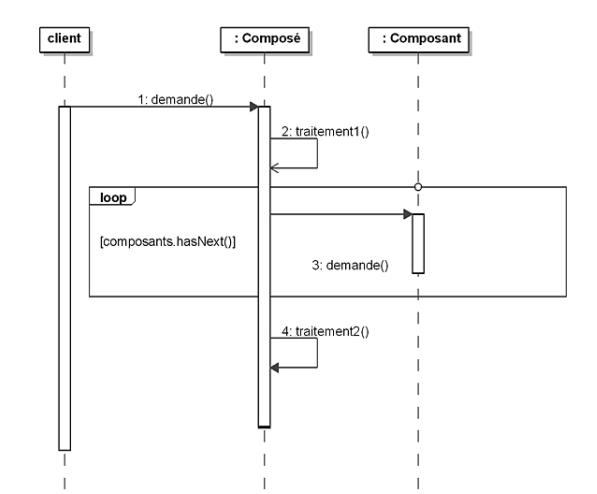 client
: Composé
: Composant
1: demande()
2: traitement1()
loop
[composants.hasNext()]
3: demande()
4: traitement2()